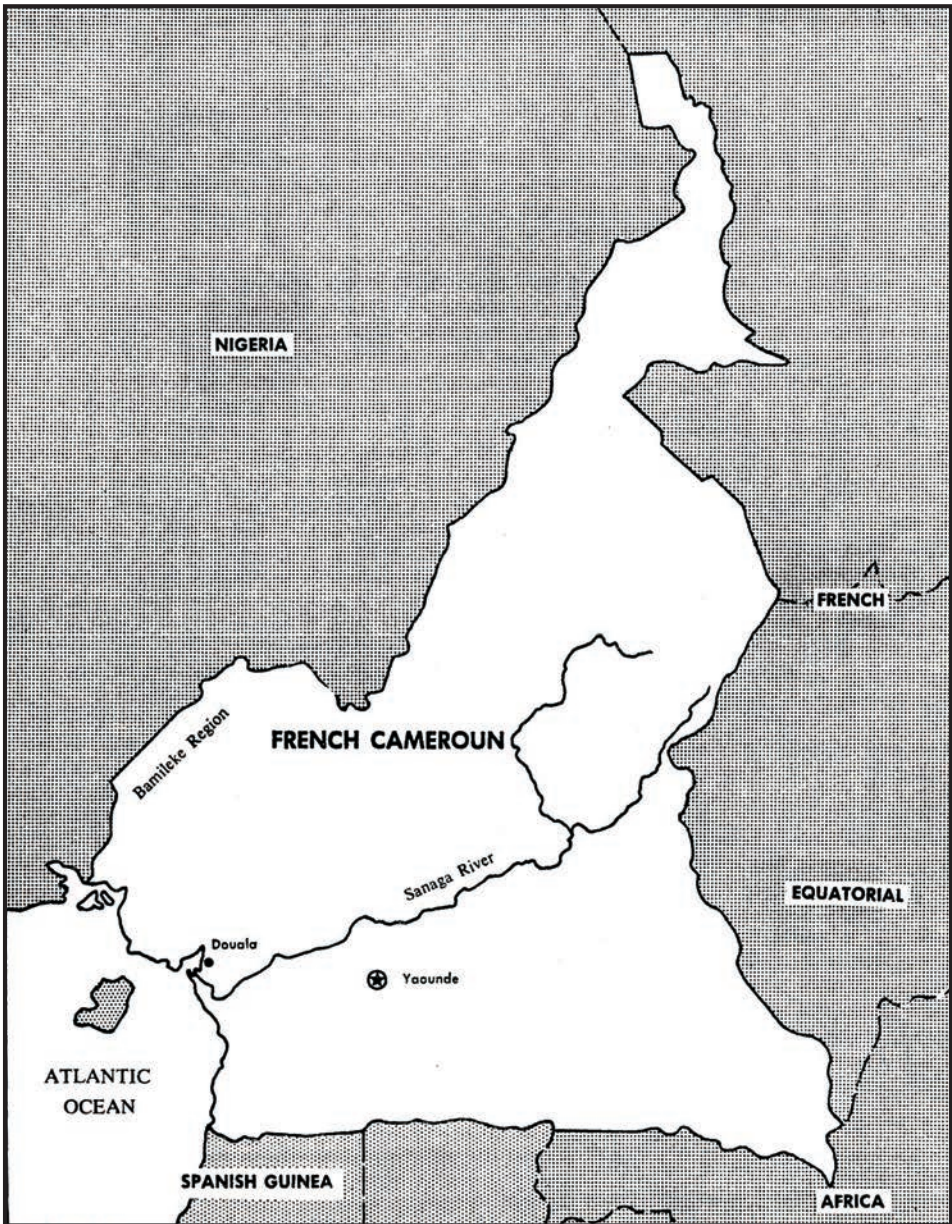 NIGERIA
FRENCH
Bamileke Region
FRENCH CAMEROUN
Sanaga River
EQUATORIAL
Douala
Yaounde
ATLANTIC
OCEAN
SPANISH GUINEA
AFRICA